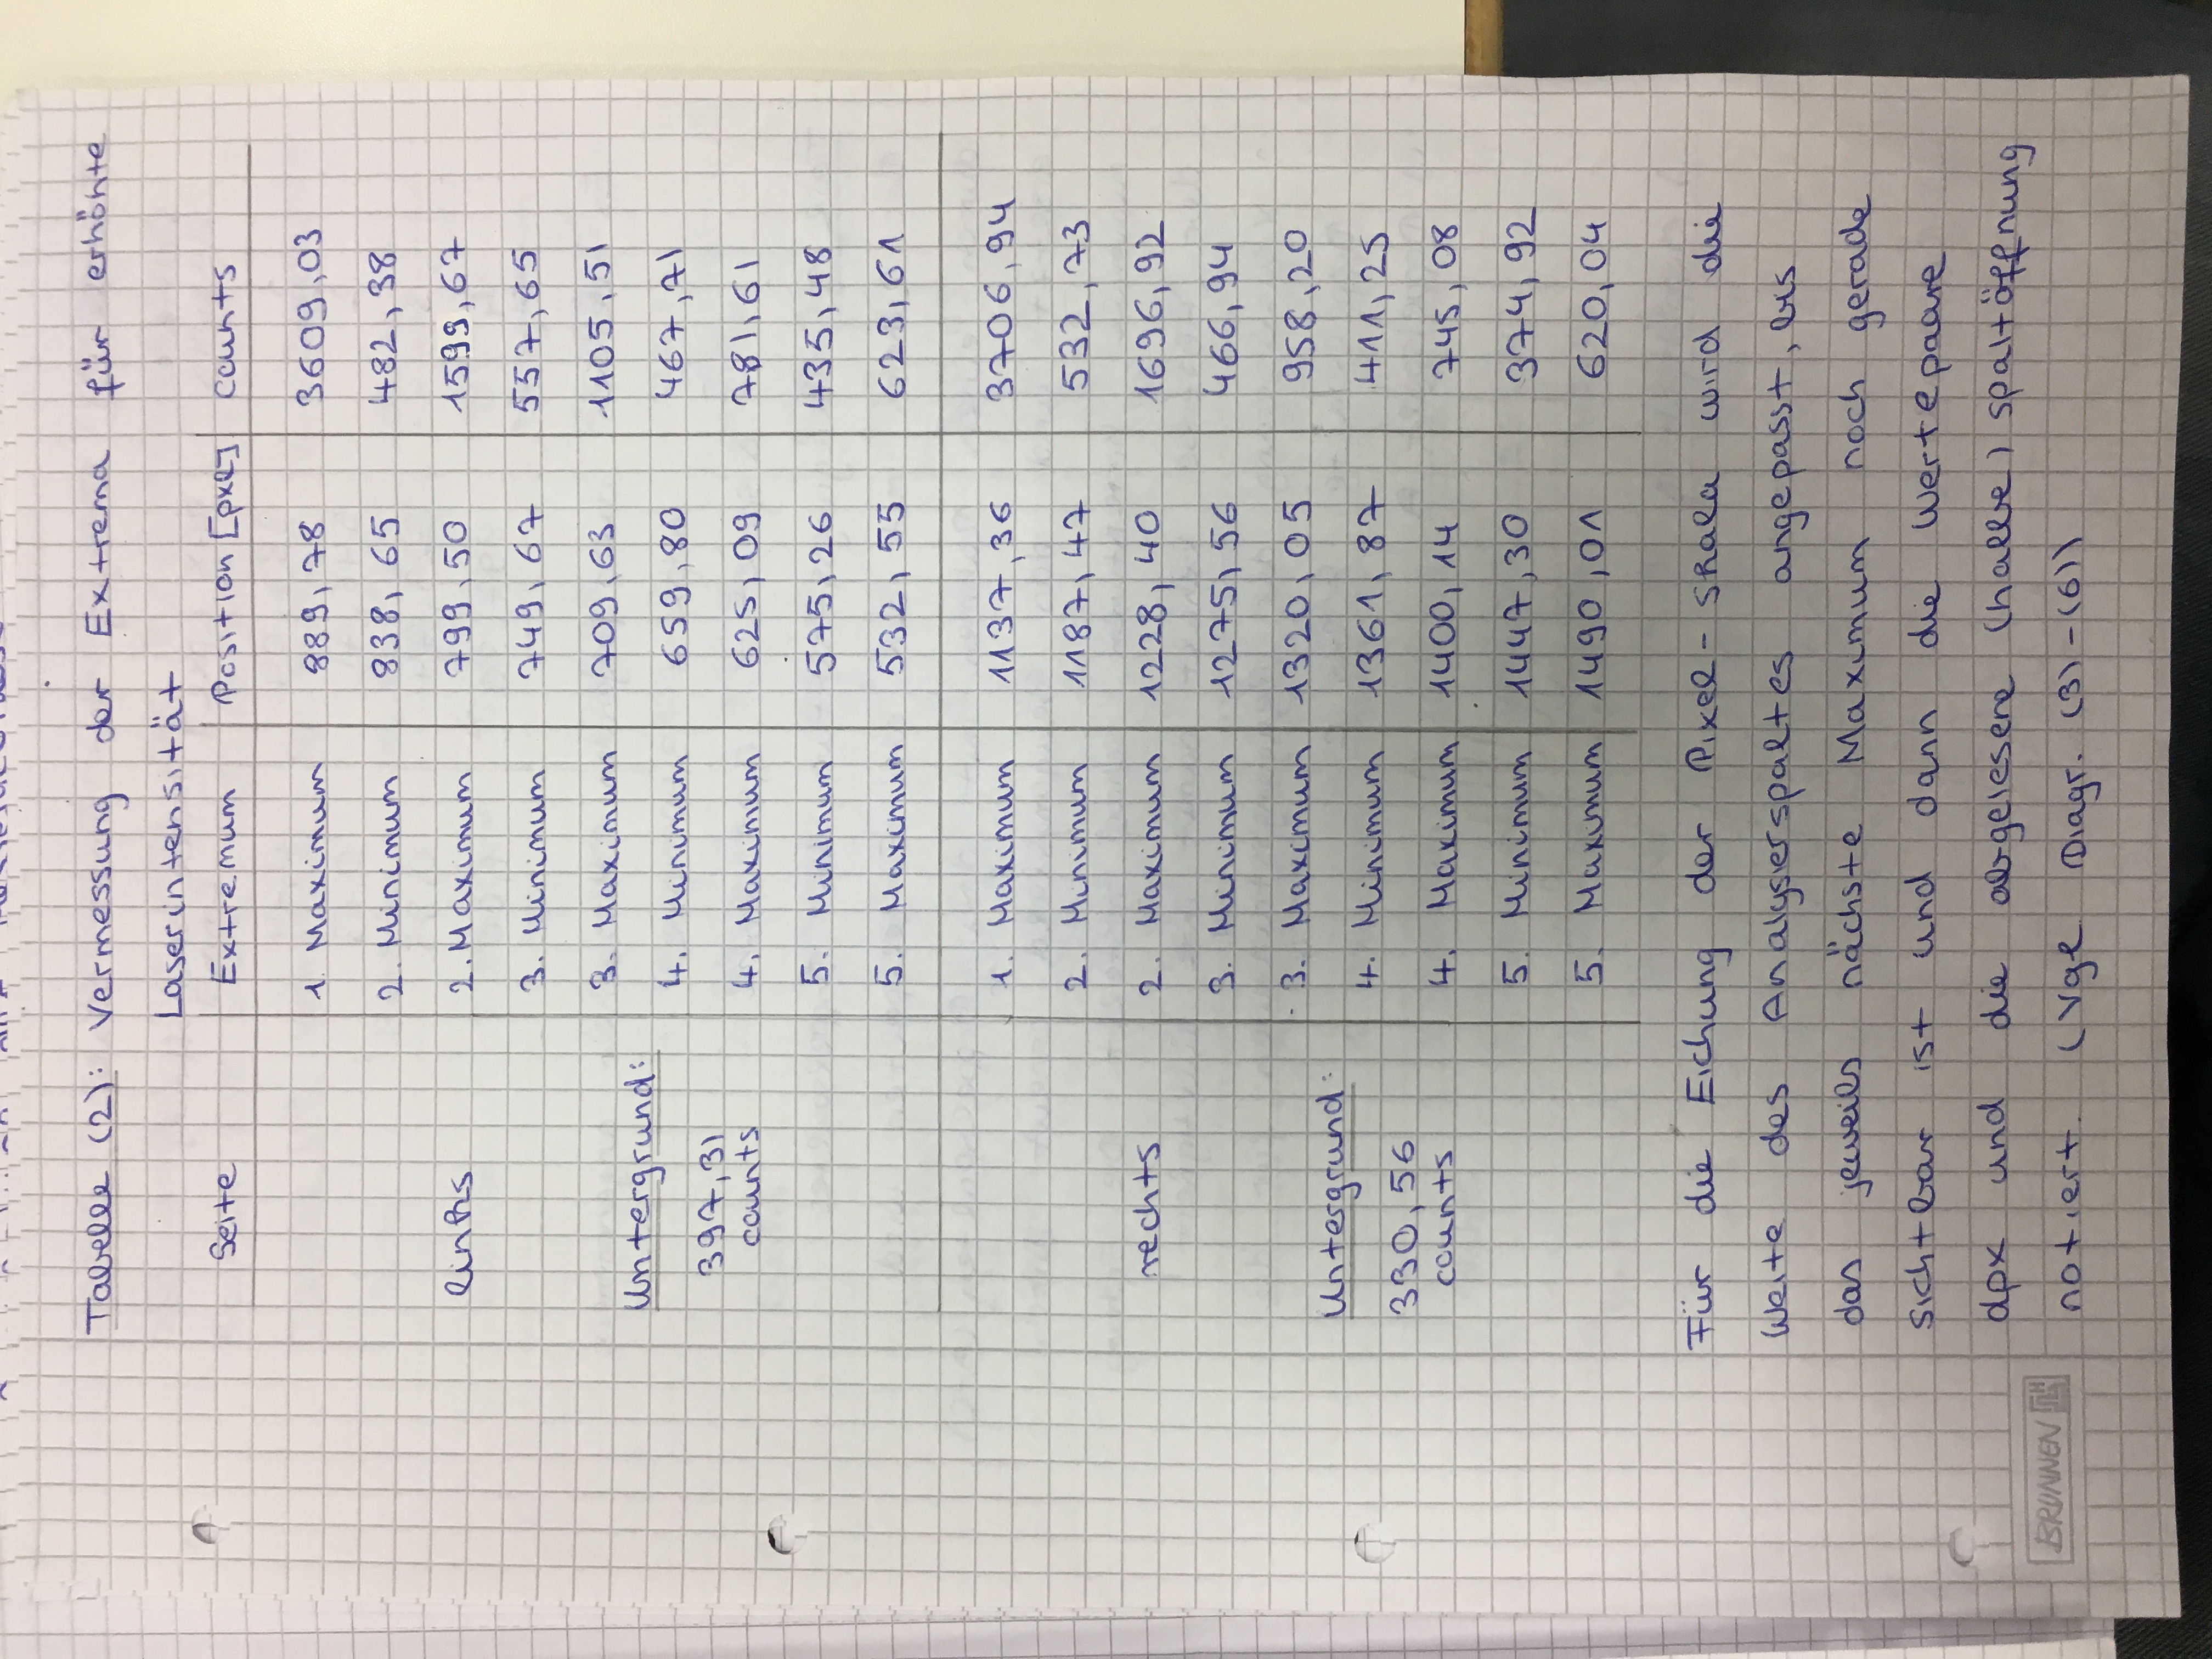 Tabelle (2): Vermessung der Extrema für erhöhte
Laserintensität
Seite Extremum Position [pxl] counts
1. Maximum 889,78 3609,03
2. Minimum 838,65 482,38
links 2. Maximum 799,50 1599,67
3. Minimum 749,67 557,65
3. Maximum 709,63 1105,51
Untergrund:
4. Minimum 659,80 467,71
397,31
counts 4. Maximum 625,09 781,61
5. Minimum 575,26 435,48
5. Maximum 532,55 623,61
1. Maximum 1137,36 3706,94
2. Minimum 1187,47 532,73
rechts 2. Maximum 1228,40 1696,92
3. Minimum 1275,56 466,94
3. Maximum 1320,05 958,20
Untergrund:
4. Minimum 1361,87 411,25
330,56
counts 4. Maximum 1400,14 745,08
5. Minimum 1447,30 374,92
5. Maximum 1490,01 620,04
Für die Eichung der Pixel-Skala wird die
Weite des Analysierspaltes angepasst, bis
das jeweils nächste Maximum noch gerade
sichtbar ist und dann die Wertepaare
dpx und die abgelesene (halbe) Spaltöffnung
notiert. (Vgl Diagr. (3)-(6))
BRUNNEN